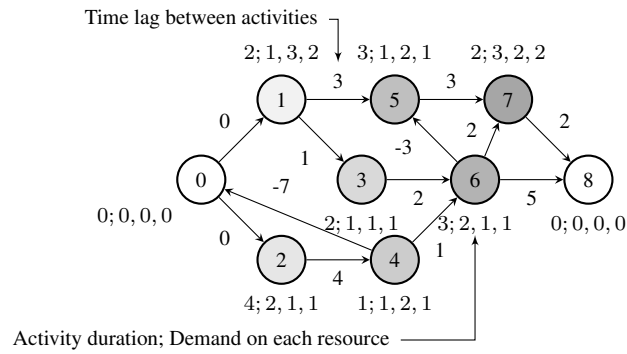 Time lag between activities
2; 1, 3, 2
3; 1, 2, 1
2; 3, 2, 2
3
3
1
5
7
0
2
1
-3
2
0
3
6
8
-7
2
5
0; 0, 0, 0
2; 1, 1, 1
3; 2, 1, 1
0; 0, 0, 0
0
1
2
4
4
4; 2, 1, 1
1; 1, 2, 1
Activity duration; Demand on each resource